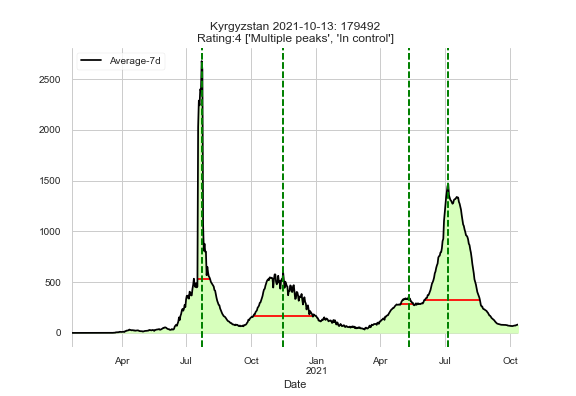 Kyrgyzstan 2021-10-13: 179492
Rating:4 ['Multiple peaks', 'In control']
Average-7d
2500
2000
1500
1000
500
0
Apr Jul Oct Jan Apr Jul Oct
2021
Date